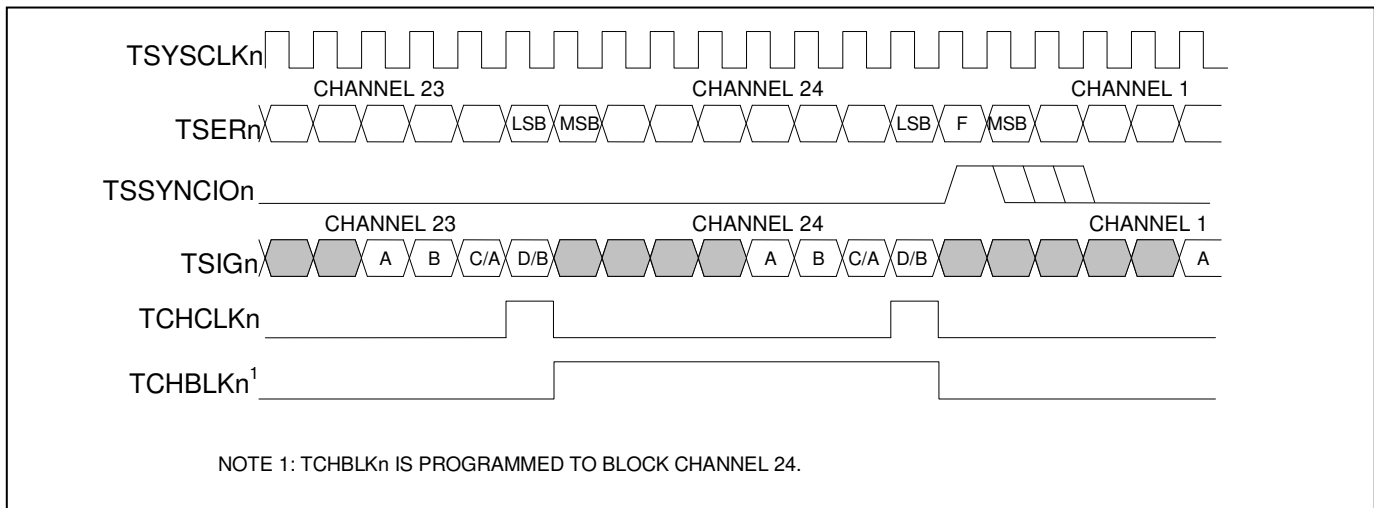 TSYSCLKn
CHANNEL 23 CHANNEL 24 CHANNEL 1
TSERn LSB MSB LSB F MSB
TSSYNCIOn
CHANNEL 23 CHANNEL 24 CHANNEL 1
TSIGn A B C/A D/B A B C/A D/B A
TCHCLKn
TCHBLKn¹
NOTE 1: TCHBLKn IS PROGRAMMED TO BLOCK CHANNEL 24.